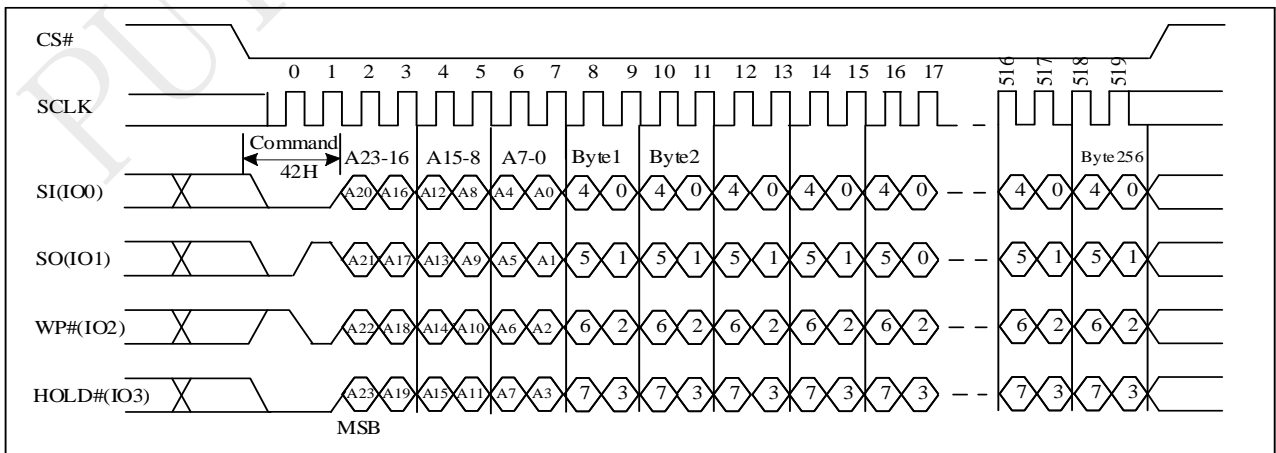 PU
CS#
0 1 2 3 4 5 6 7 8 9 10 11 12 13 14 15 16 17 516 517 518 519
SCLK
Command
42H
A23-16 A15-8 A7-0 Byte1 Byte2 Byte256
SI(IO0) A20 A16 A12 A8 A4 A0 4 0 4 0 4 0 4 0 4 0 4 0 4 0
SO(IO1) A21 A17 A13 A9 A5 A1 5 1 5 1 5 1 5 1 5 0 5 1 5 1
WP#(IO2) A22 A18 A14 A10 A6 A2 6 2 6 2 6 2 6 2 6 2 6 2 6 2
HOLD#(IO3) A23 A19 A15 A11 A7 A3 7 3 7 3 7 3 7 3 7 3 7 3 7 3
MSB